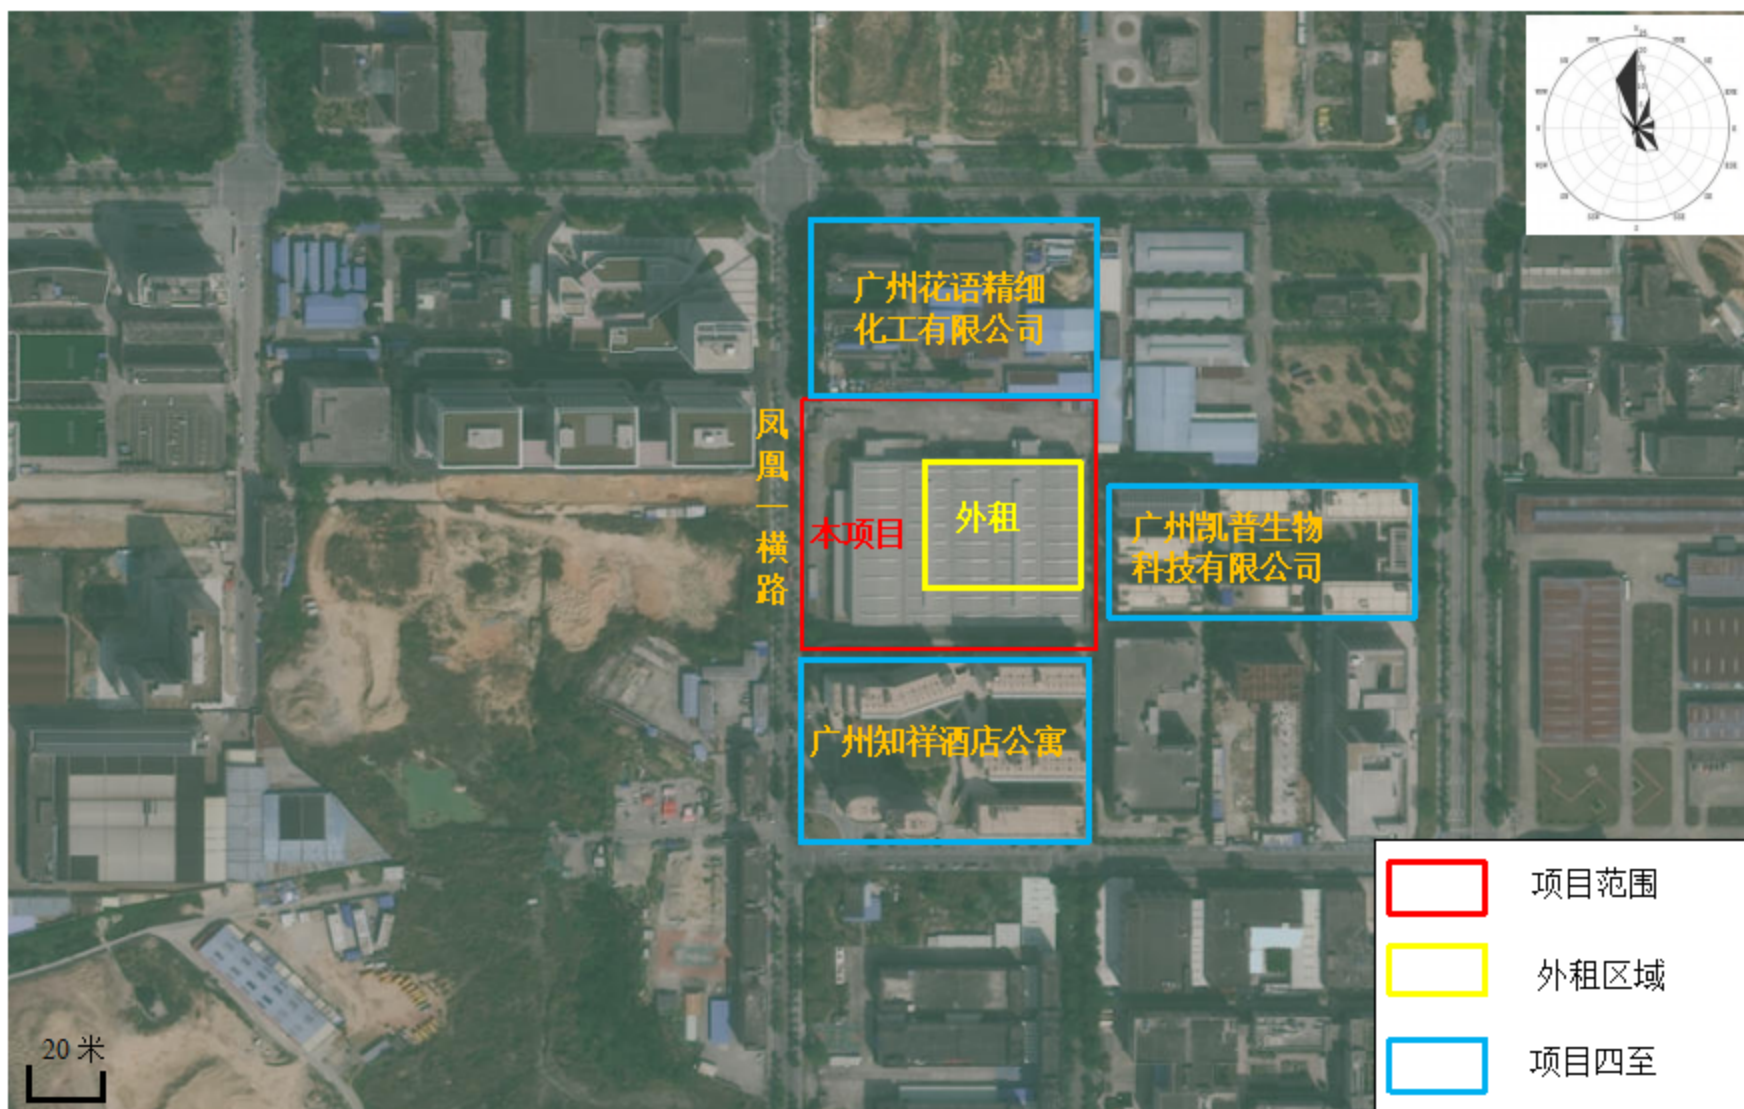 广州花语精细
化工有限公司
凤
凰
一
横
路
本项目
外租
广州凯普生物
科技有限公司
广州知祥酒店公寓
项目范围
外租区域
项目四至
20 米